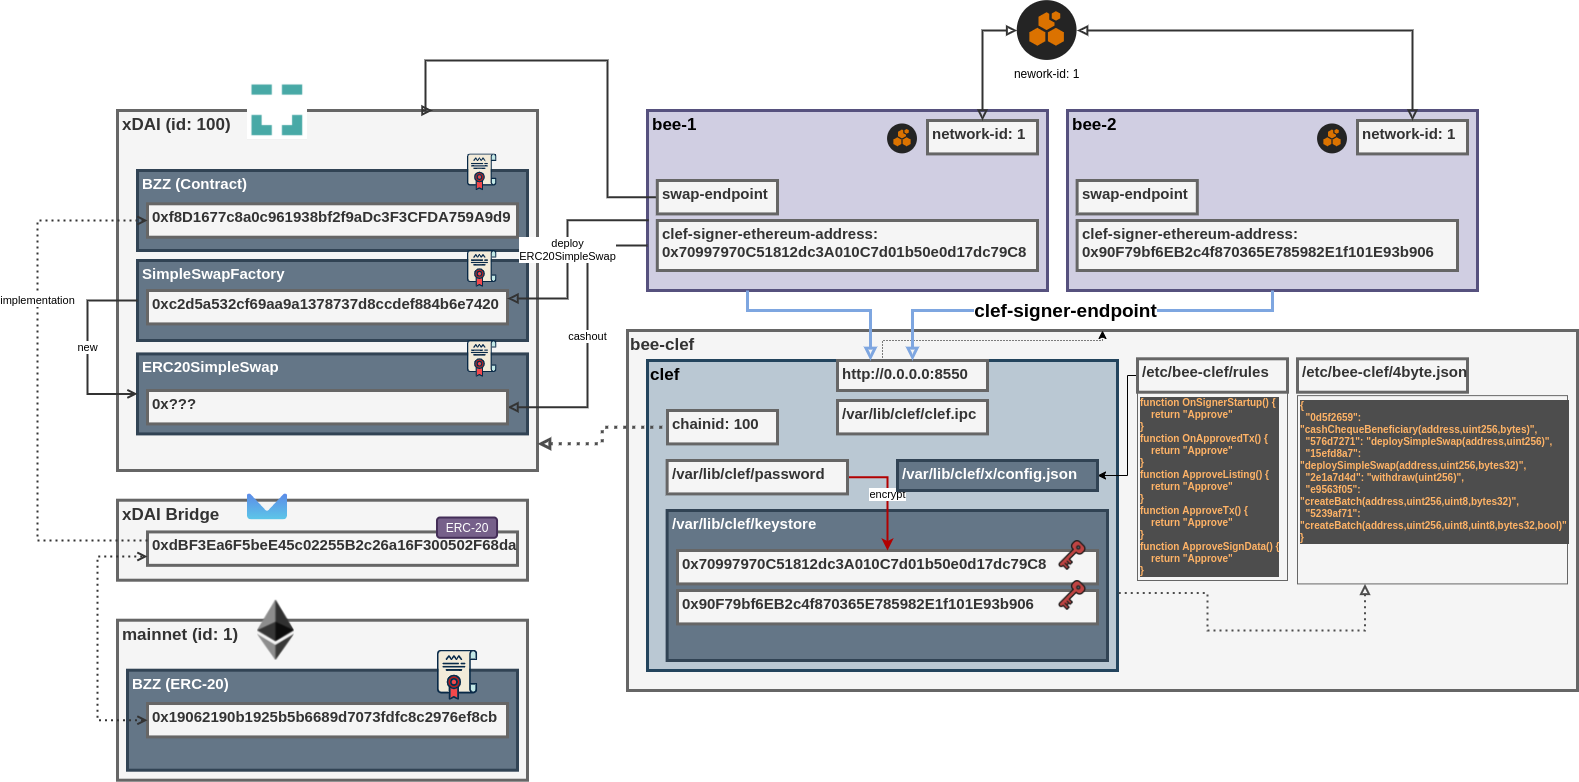 nework-id: 1
xDAI (id: 100)
BZZ (Contract)
0xf8D1677c8a0c961938bf2f9aDc3F3CFDA759A9d9
SimpleSwapFactory
0xc2d5a532cf69aa9a1378737d8ccdef884b6e7420
ERC20SimpleSwap
0x???
implementation
new
deploy
ERC20SimpleSwap
cashout
bee-1
network-id: 1
swap-endpoint
clef-signer-ethereum-address:
0x70997970C51812dc3A010C7d01b50e0d17dc79C8
bee-2
network-id: 1
swap-endpoint
clef-signer-ethereum-address:
0x90F79bf6EB2c4f870365E785982E1f101E93b906
clef-signer-endpoint
bee-clef
clef
http://0.0.0.0:8550
/var/lib/clef/clef.ipc
chainid: 100
/var/lib/clef/password
/var/lib/clef/x/config.json
encrypt
/var/lib/clef/keystore
0x70997970C51812dc3A010C7d01b50e0d17dc79C8
0x90F79bf6EB2c4f870365E785982E1f101E93b906
/etc/bee-clef/rules
function OnSignerStartup() {
return "Approve"
}
function OnApprovedTx() {
return "Approve"
}
function ApproveListing() {
return "Approve"
}
function ApproveTx() {
return "Approve"
}
function ApproveSignData() {
return "Approve"
}
/etc/bee-clef/4byte.json
{
"0d5f2659":
"cashChequeBeneficiary(address,uint256,bytes)",
"576d7271": "deploySimpleSwap(address,uint256)",
"15efd8a7":
"deploySimpleSwap(address,uint256,bytes32)",
"2e1a7d4d": "withdraw(uint256)",
"e9563f05":
"createBatch(address,uint256,uint8,bytes32)",
"5239af71":
"createBatch(address,uint256,uint8,uint8,bytes32,bool)"
}
xDAI Bridge
ERC-20
0xdBF3Ea6F5beE45c02255B2c26a16F300502F68da
mainnet (id: 1)
BZZ (ERC-20)
0x19062190b1925b5b6689d7073fdfc8c2976ef8cb